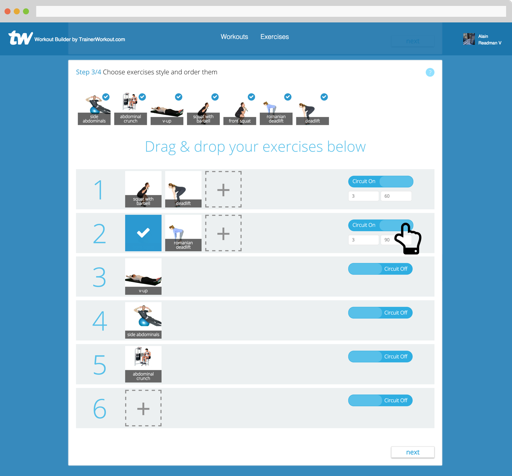 tw Workout Builder by TrainerWorkout.com
Workouts
Exercises
Alain
Readman V
Step 3/4 Choose exercises style and order them
side
abdominals
abdominal
crunch
v-up
squat with
barbell
front squat
romanian
deadlift
deadlift
Drag & drop your exercises below
1
squat with
barbell
deadlift
+
Circuit On
3
60
2
romanian
deadlift
+
Circuit On
3
90
3
v-up
Circuit Off
4
side abdominals
Circuit Off
5
abdominal
crunch
Circuit Off
6
+
Circuit Off
next